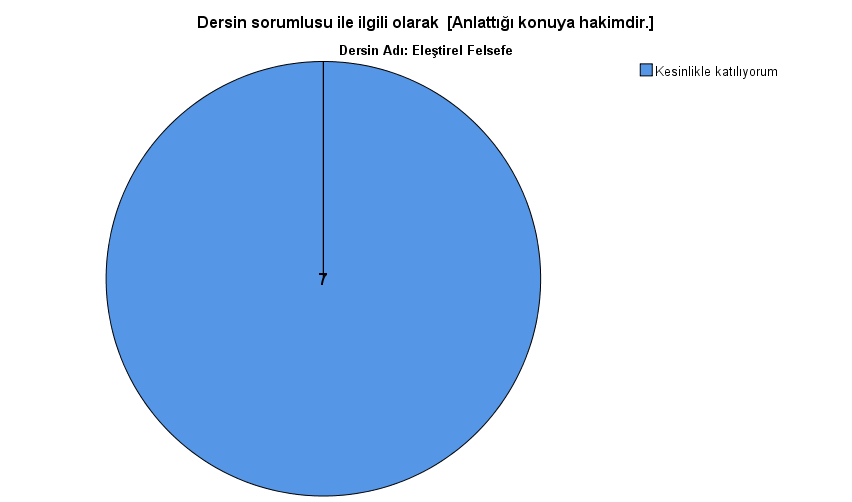 Dersin sorumlusu ile ilgili olarak [Anlattığı konuya hakimdir.]
Dersin Adı: Eleştirel Felsefe
Kesinlikle katılıyorum
7